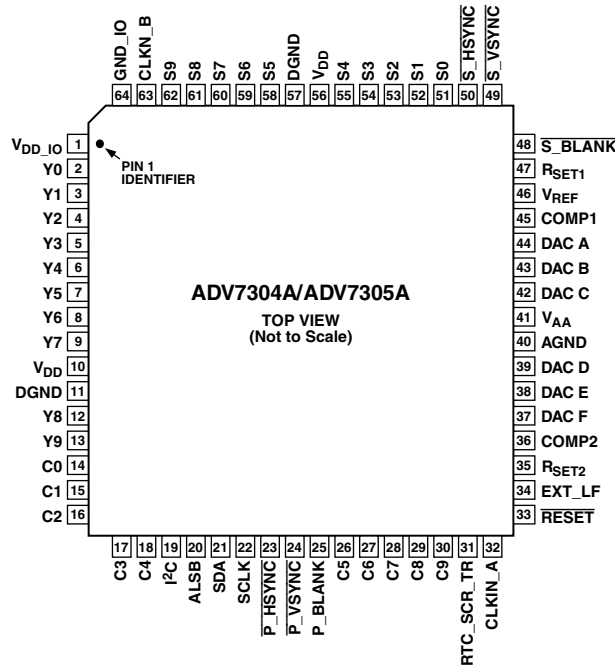 GND_IO
CLKN_B
S9
S8
S7
S6
S5
DGND
VDD
S4
S3
S2
S1
S0
S_HSYNC
S_VSYNC
64 63 62 61 60 59 58 57 56 55 54 53 52 51 50 49
VDD_IO 1
Y0 2
Y1 3
Y2 4
Y3 5
Y4 6
Y5 7
Y6 8
Y7 9
VDD 10
DGND 11
Y8 12
Y9 13
C0 14
C1 15
C2 16
PIN 1
IDENTIFIER
ADV7304A/ADV7305A
TOP VIEW
(Not to Scale)
48 S_BLANK
47 RSET1
46 VREF
45 COMP1
44 DAC A
43 DAC B
42 DAC C
41 VAA
40 AGND
39 DAC D
38 DAC E
37 DAC F
36 COMP2
35 RSET2
34 EXT_LF
33 RESET
17 18 19 20 21 22 23 24 25 26 27 28 29 30 31 32
C3
C4
I2C
ALSB
SDA
SCLK
P_HSYNC
P_VSYNC
P_BLANK
C5
C6
C7
C8
C9
RTC_SCR_TR
CLKIN_A